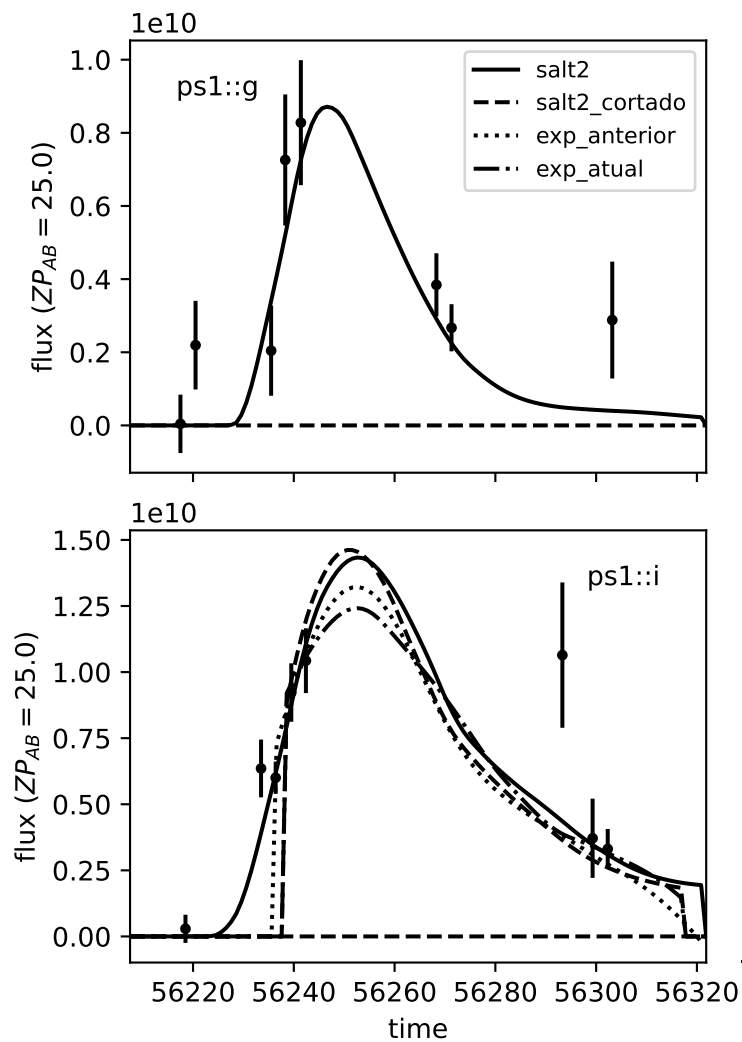 1e10
ps1::g
salt2
salt2_cortado
exp_anterior
exp_atual
1.0
0.8
0.6
0.4
0.2
0.0
flux (ZP_AB = 25.0)
1e10
ps1::i
1.50
1.25
1.00
0.75
0.50
0.25
0.00
flux (ZP_AB = 25.0)
56220 56240 56260 56280 56300 56320
time